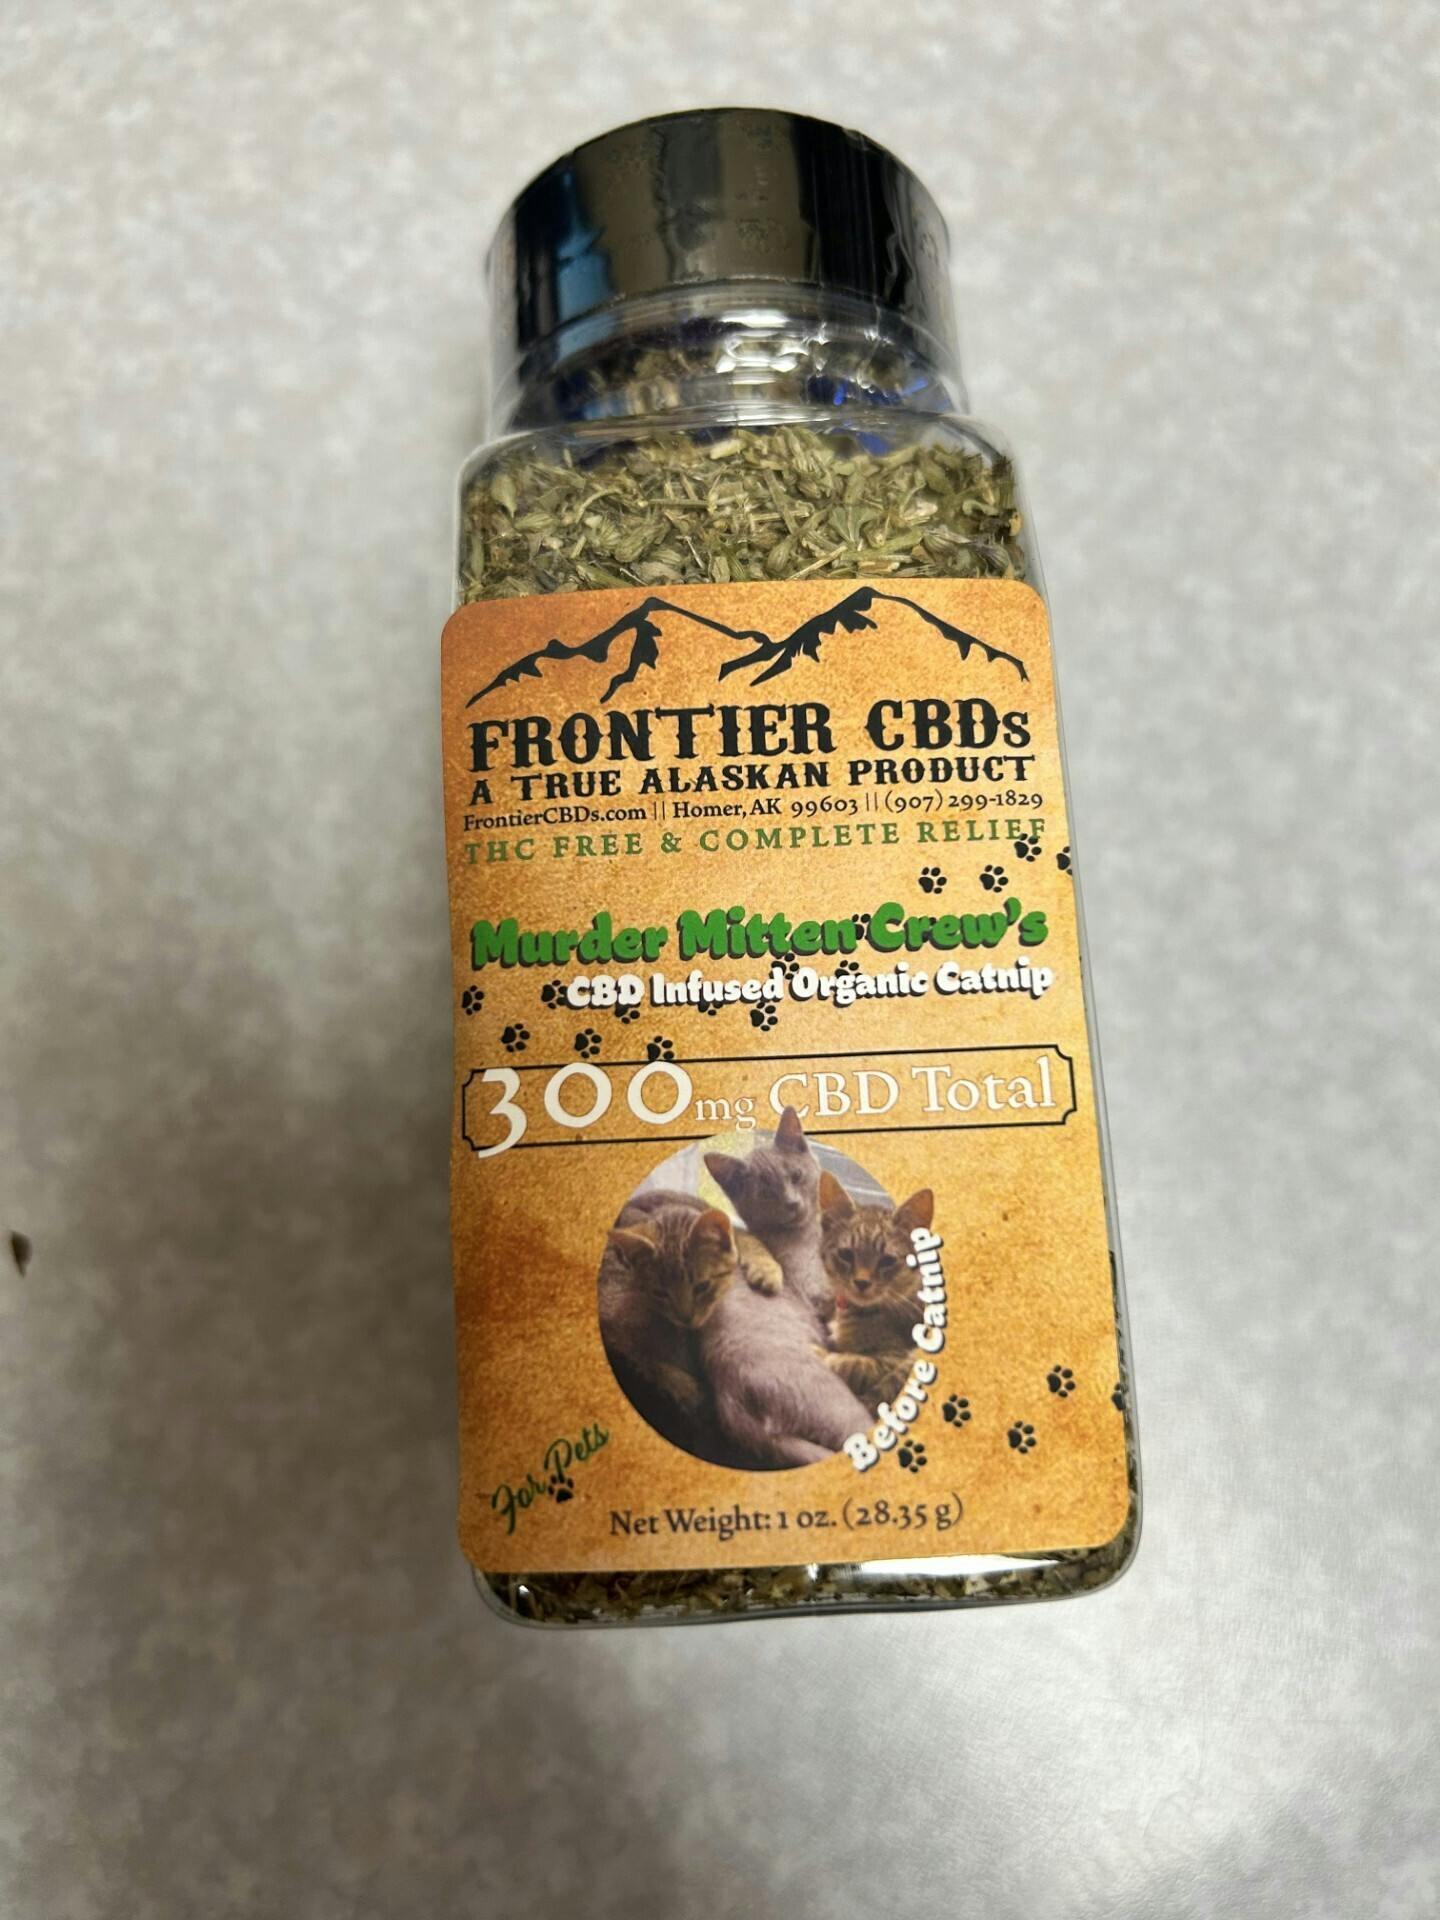 FRONTIER CBDs
A TRUE ALASKAN PRODUCT
FrontierCBDs.com || Homer, AK 99603 || (907) 299-1829
THC FREE & COMPLETE RELIEF
Murder Mitten Crew's
CBD Infused Organic Catnip
300mg CBD Total
Before Catnip
For Pets
Net Weight: 1 oz. (28.35 g)